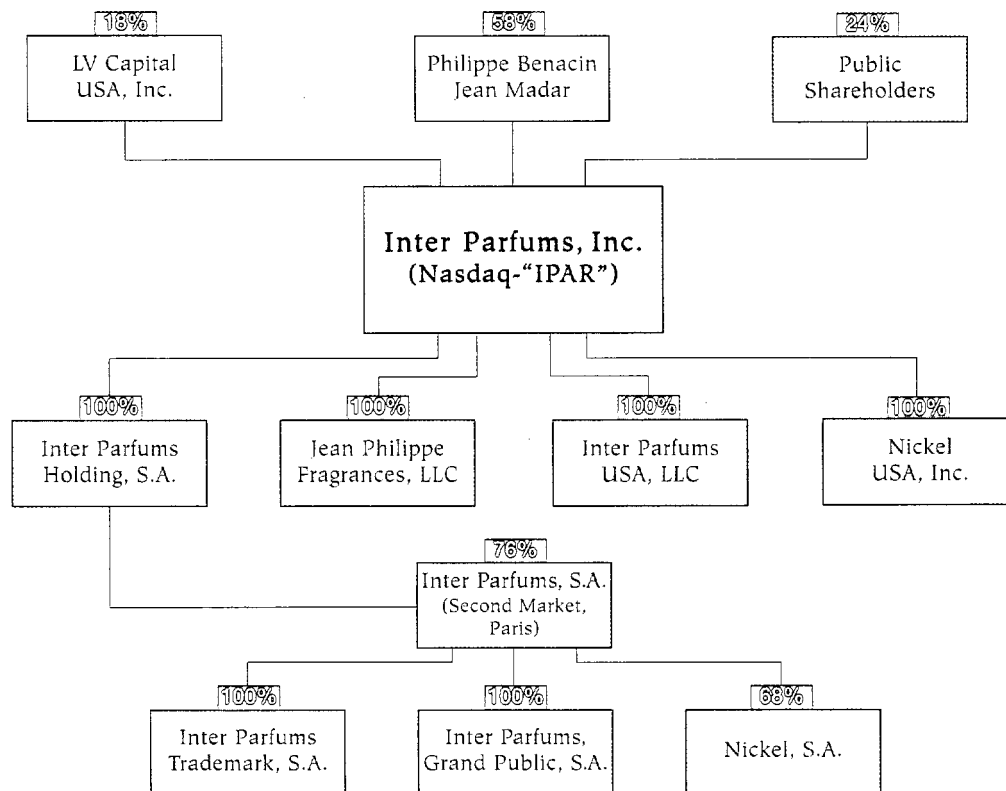 18%
LV Capital
USA, Inc.
58%
Philippe Benacin
Jean Madar
24%
Public
Shareholders
Inter Parfums, Inc.
(Nasdaq-“IPAR”)
100%
Inter Parfums
Holding, S.A.
100%
Jean Philippe
Fragrances, LLC
100%
Inter Parfums
USA, LLC
100%
Nickel
USA, Inc.
76%
Inter Parfums, S.A.
(Second Market,
Paris)
100%
Inter Parfums
Trademark, S.A.
100%
Inter Parfums,
Grand Public, S.A.
68%
Nickel, S.A.